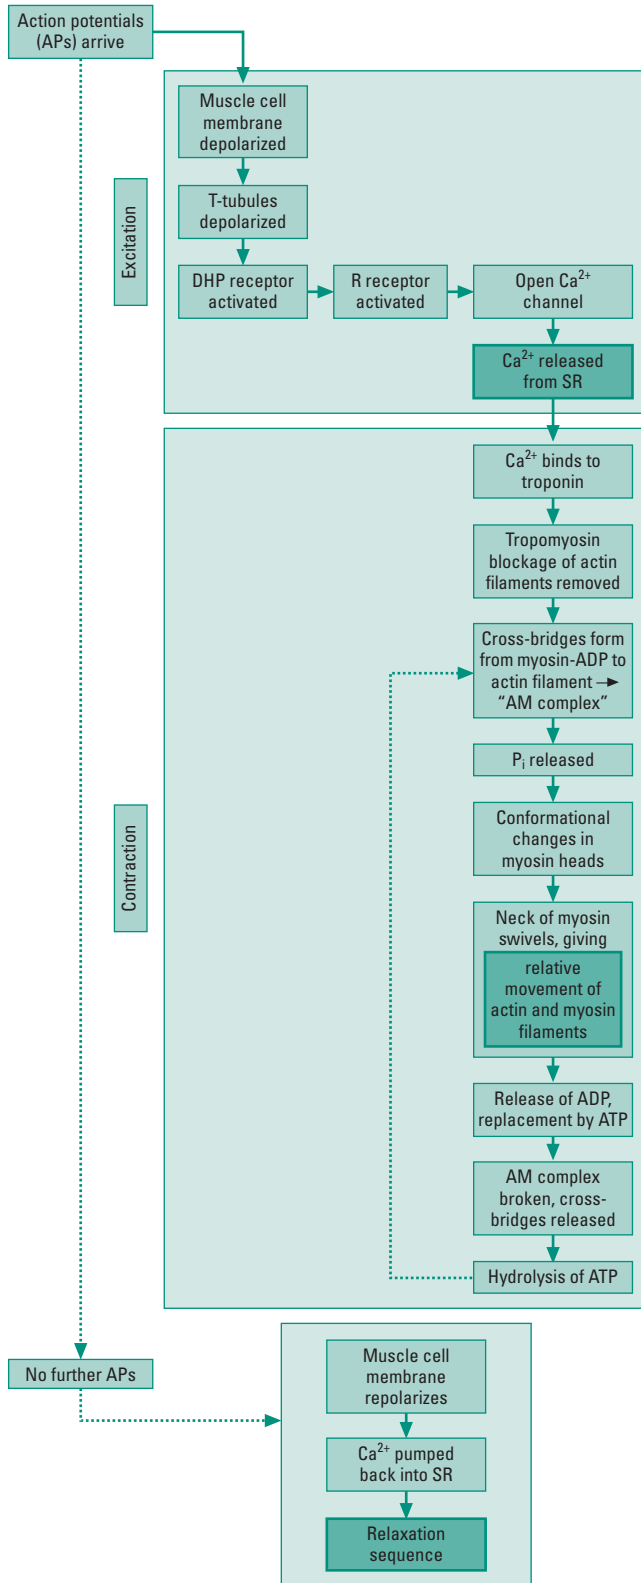 Action potentials
(APs) arrive
Muscle cell
membrane
depolarized
T-tubules
depolarized
Excitation
DHP receptor
activated
R receptor
activated
Open Ca²⁺
channel
Ca²⁺ released
from SR
Ca²⁺ binds to
troponin
Tropomyosin
blockage of actin
filaments removed
Cross-bridges form
from myosin-ADP to
actin filament →
“AM complex”
Pᵢ released
Contraction
Conformational
changes in
myosin heads
Neck of myosin
swivels, giving
relative
movement of
actin and myosin
filaments
Release of ADP,
replacement by ATP
AM complex
broken, cross-
bridges released
Hydrolysis of ATP
No further APs
Muscle cell
membrane
repolarizes
Ca²⁺ pumped
back into SR
Relaxation
sequence